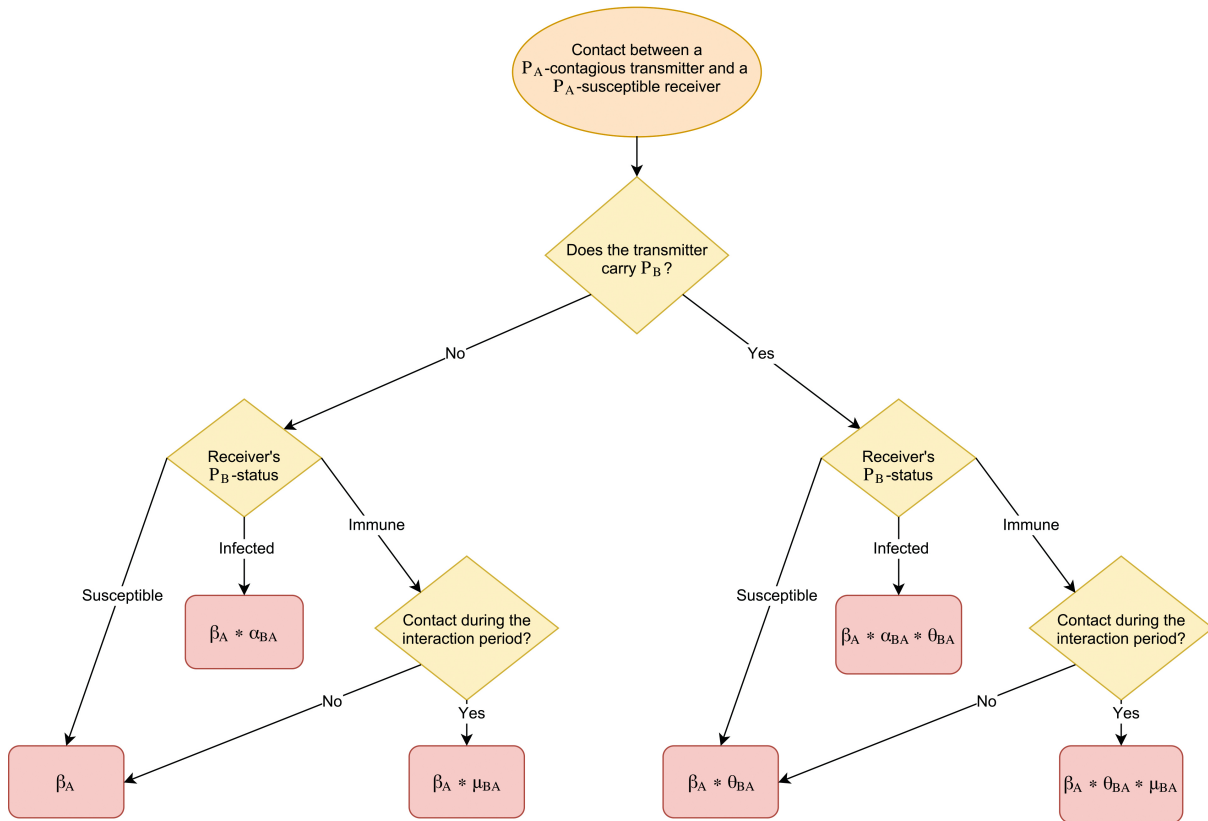 Contact between a
P_A-contagious transmitter and a
P_A-susceptible receiver
Does the transmitter
carry P_B?
No
Yes
Receiver's
P_B-status
Receiver's
P_B-status
Immune
Immune
Infected
Infected
Susceptible
Susceptible
β_A * α_BA
Contact during the
interaction period?
β_A * α_BA * θ_BA
Contact during the
interaction period?
No
Yes
No
Yes
β_A
β_A * μ_BA
β_A * θ_BA
β_A * θ_BA * μ_BA